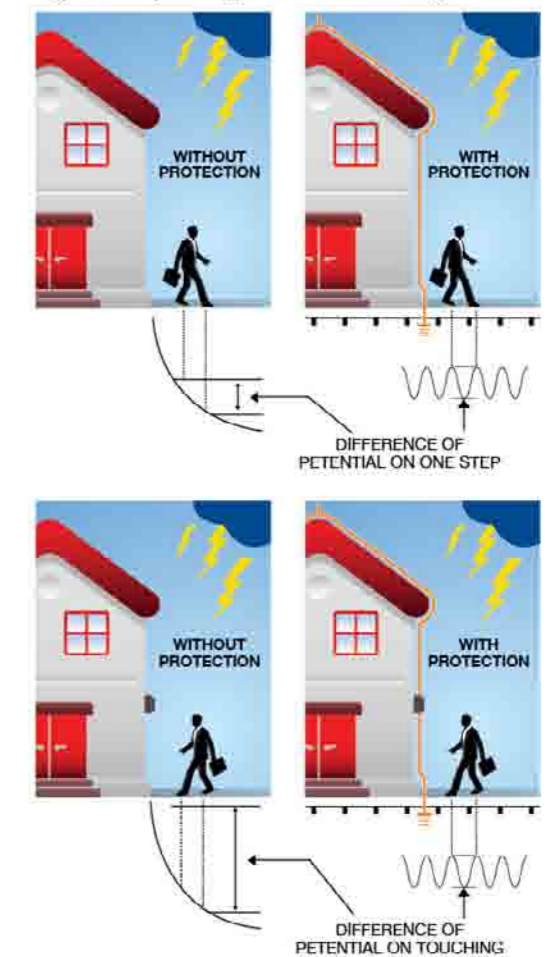 WITHOUT
PROTECTION
WITH
PROTECTION
DIFFERENCE OF
PETENTIAL ON ONE STEP
WITHOUT
PROTECTION
WITH
PROTECTION
DIFFERENCE OF
PETENTIAL ON TOUCHING